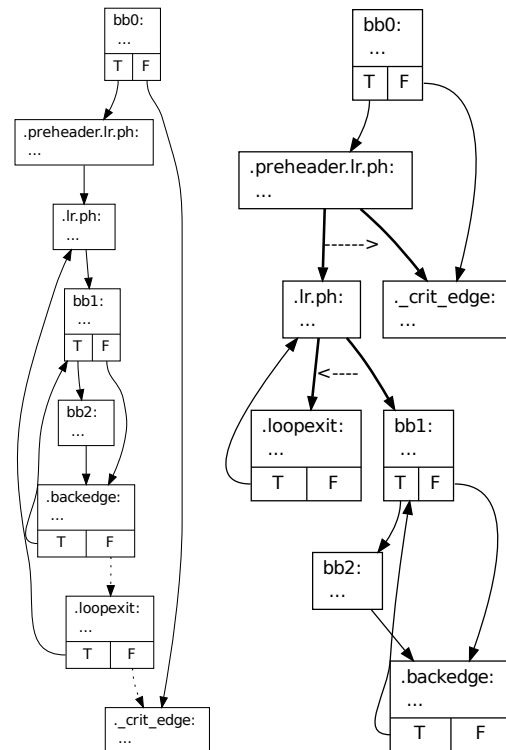 bb0:
...
T F
.preheader.lr.ph:
...
.lr.ph:
...
bb1:
...
T F
bb2:
...
.backedge:
...
T F
.loopexit:
...
T F
._crit_edge:
...
bb0:
...
T F
.preheader.lr.ph:
...
------>
.lr.ph:
...
._crit_edge:
...
<----
.loopexit:
...
T F
bb1:
...
T F
bb2:
...
.backedge:
...
T F